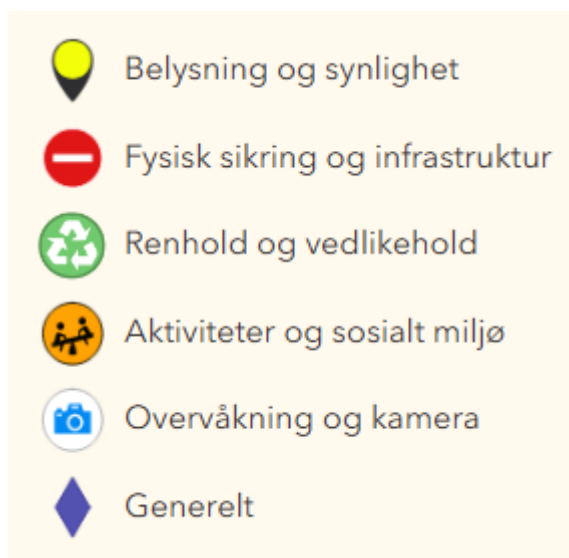 Belysning og synlighet
Fysisk sikring og infrastruktur
Renhold og vedlikehold
Aktiviteter og sosialt miljø
Overvåkning og kamera
Generelt